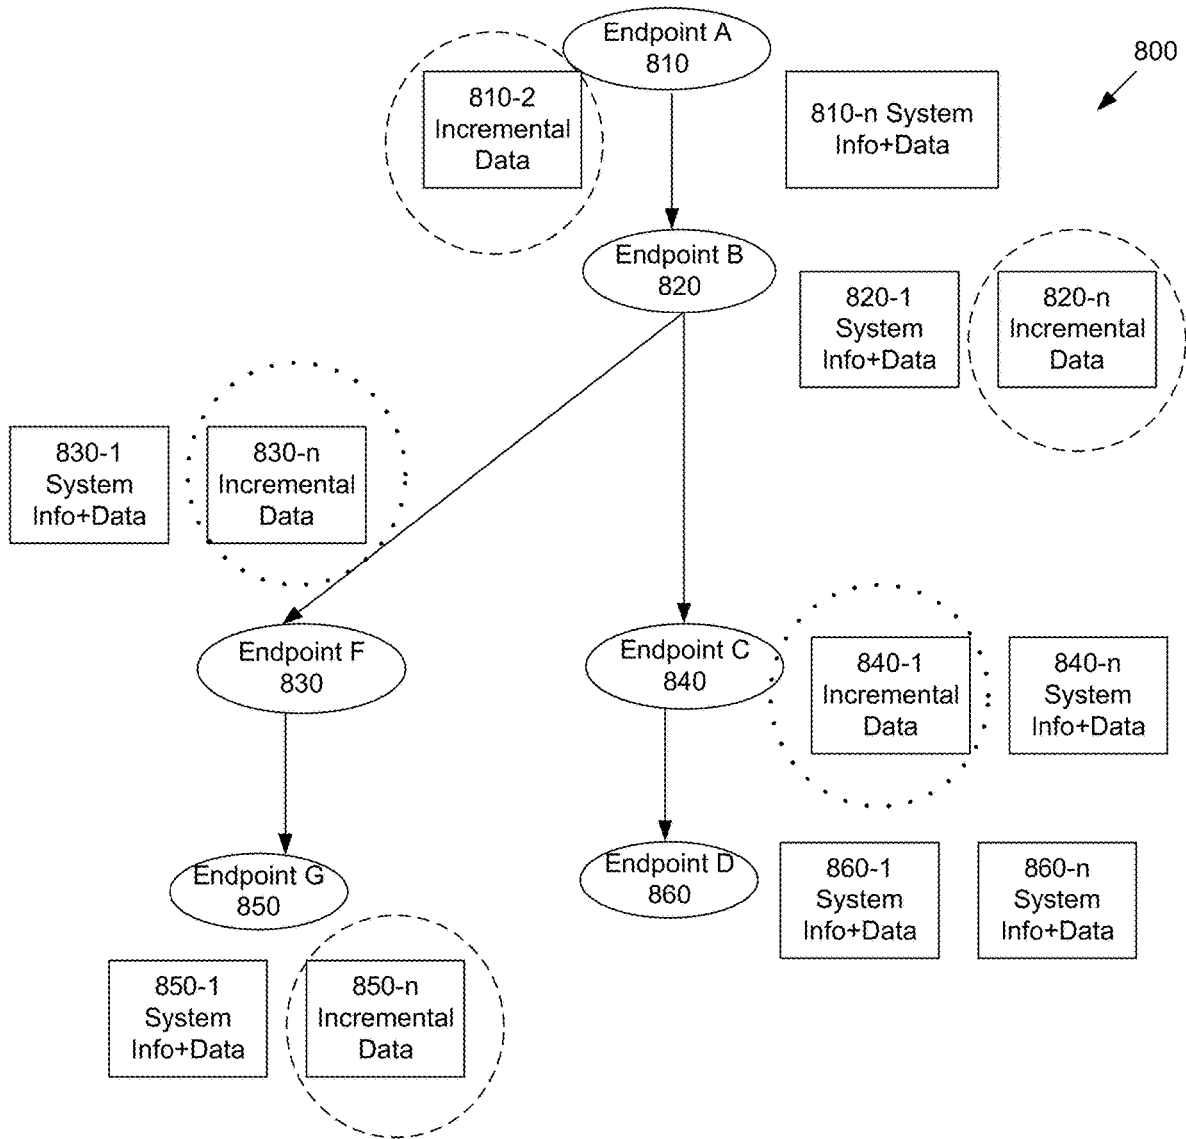 Endpoint A
810
800
810-2
Incremental
Data
810-n System
Info+Data
Endpoint B
820
820-1
System
Info+Data
820-n
Incremental
Data
830-1
System
Info+Data
830-n
Incremental
Data
Endpoint F
830
Endpoint C
840
840-1
Incremental
Data
840-n
System
Info+Data
Endpoint G
850
Endpoint D
860
860-1
System
Info+Data
860-n
System
Info+Data
850-1
System
Info+Data
850-n
Incremental
Data